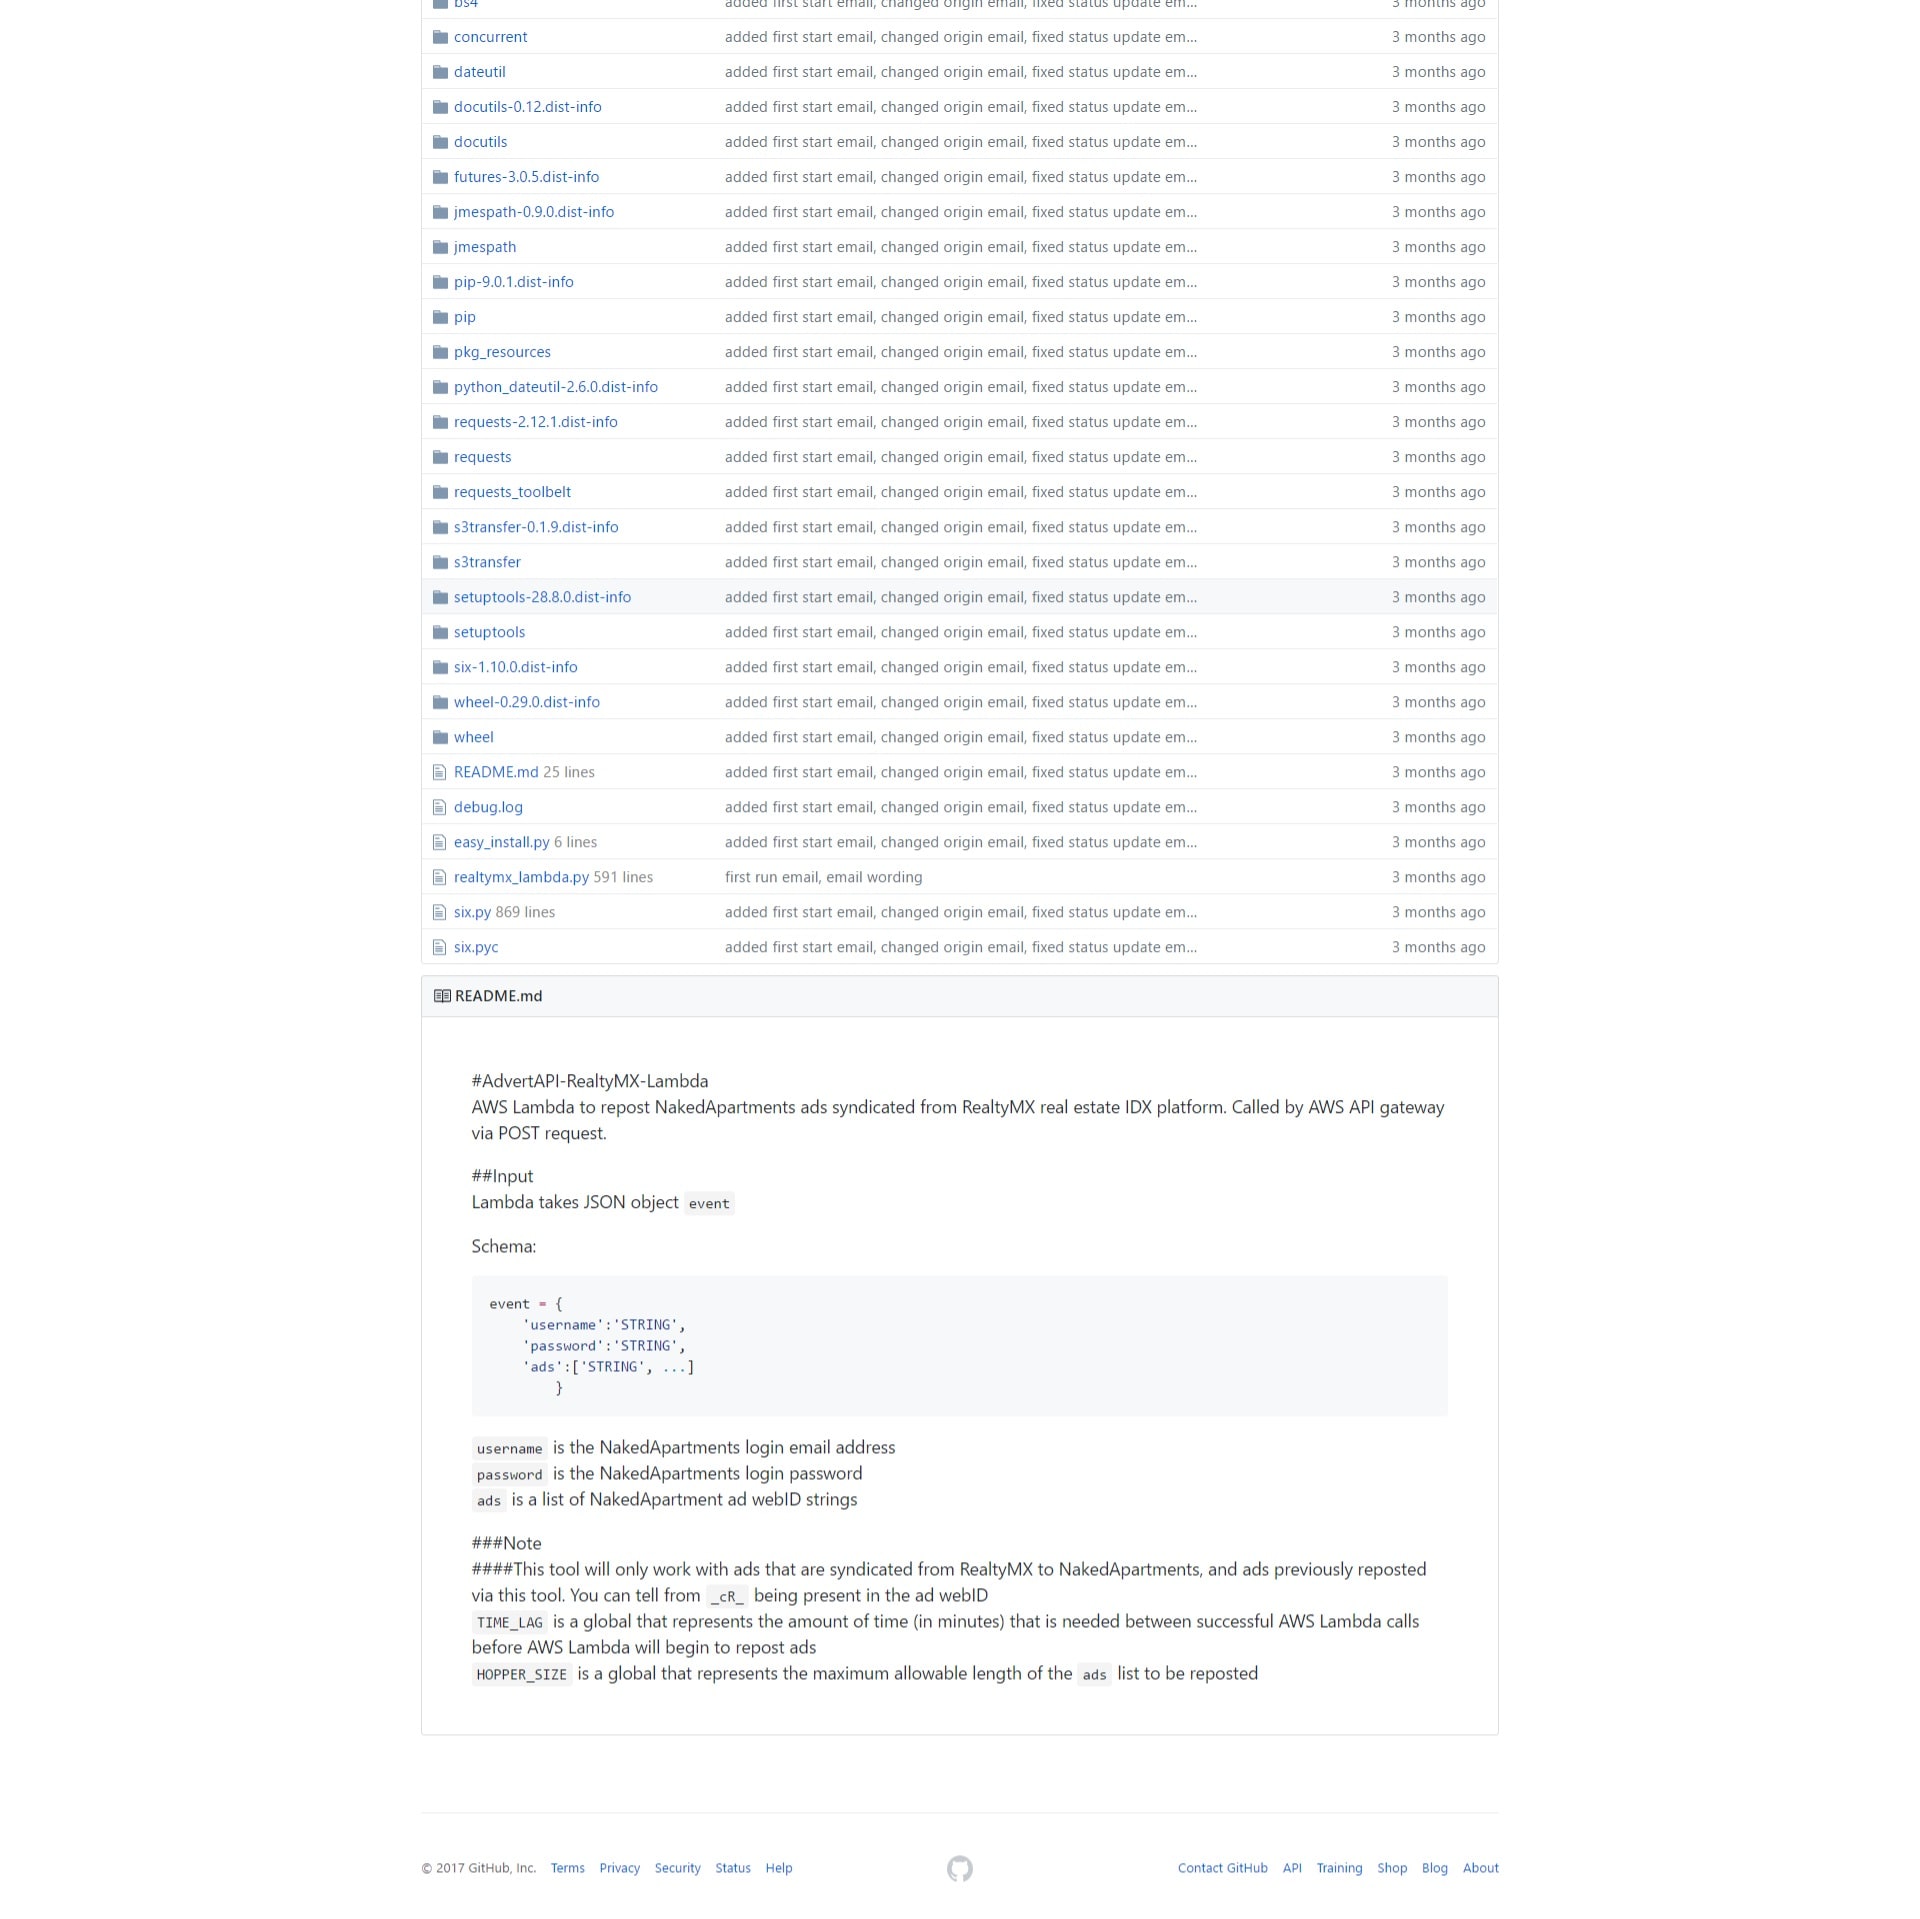 bs4 added first start email, changed origin email, fixed status update em... 3 months ago
concurrent added first start email, changed origin email, fixed status update em... 3 months ago
dateutil added first start email, changed origin email, fixed status update em... 3 months ago
docutils-0.12.dist-info added first start email, changed origin email, fixed status update em... 3 months ago
docutils added first start email, changed origin email, fixed status update em... 3 months ago
futures-3.0.5.dist-info added first start email, changed origin email, fixed status update em... 3 months ago
jmespath-0.9.0.dist-info added first start email, changed origin email, fixed status update em... 3 months ago
jmespath added first start email, changed origin email, fixed status update em... 3 months ago
pip-9.0.1.dist-info added first start email, changed origin email, fixed status update em... 3 months ago
pip added first start email, changed origin email, fixed status update em... 3 months ago
pkg_resources added first start email, changed origin email, fixed status update em... 3 months ago
python_dateutil-2.6.0.dist-info added first start email, changed origin email, fixed status update em... 3 months ago
requests-2.12.1.dist-info added first start email, changed origin email, fixed status update em... 3 months ago
requests added first start email, changed origin email, fixed status update em... 3 months ago
requests_toolbelt added first start email, changed origin email, fixed status update em... 3 months ago
s3transfer-0.1.9.dist-info added first start email, changed origin email, fixed status update em... 3 months ago
s3transfer added first start email, changed origin email, fixed status update em... 3 months ago
setuptools-28.8.0.dist-info added first start email, changed origin email, fixed status update em... 3 months ago
setuptools added first start email, changed origin email, fixed status update em... 3 months ago
six-1.10.0.dist-info added first start email, changed origin email, fixed status update em... 3 months ago
wheel-0.29.0.dist-info added first start email, changed origin email, fixed status update em... 3 months ago
wheel added first start email, changed origin email, fixed status update em... 3 months ago
README.md 25 lines added first start email, changed origin email, fixed status update em... 3 months ago
debug.log added first start email, changed origin email, fixed status update em... 3 months ago
easy_install.py 6 lines added first start email, changed origin email, fixed status update em... 3 months ago
realtymx_lambda.py 591 lines first run email, email wording 3 months ago
six.py 869 lines added first start email, changed origin email, fixed status update em... 3 months ago
six.pyc added first start email, changed origin email, fixed status update em... 3 months ago
README.md
#AdvertAPI-RealtyMX-Lambda
AWS Lambda to repost NakedApartments ads syndicated from RealtyMX real estate IDX platform. Called by AWS API gateway
via POST request.
##Input
Lambda takes JSON object event
Schema:
event = {
'username':'STRING',
'password':'STRING',
'ads':['STRING', ...]
}
username is the NakedApartments login email address
password is the NakedApartments login password
ads is a list of NakedApartment ad webID strings
###Note
####This tool will only work with ads that are syndicated from RealtyMX to NakedApartments, and ads previously reposted
via this tool. You can tell from _cR_ being present in the ad webID
TIME_LAG is a global that represents the amount of time (in minutes) that is needed between successful AWS Lambda calls
before AWS Lambda will begin to repost ads
HOPPER_SIZE is a global that represents the maximum allowable length of the ads list to be reposted
© 2017 GitHub, Inc. Terms Privacy Security Status Help Contact GitHub API Training Shop Blog About